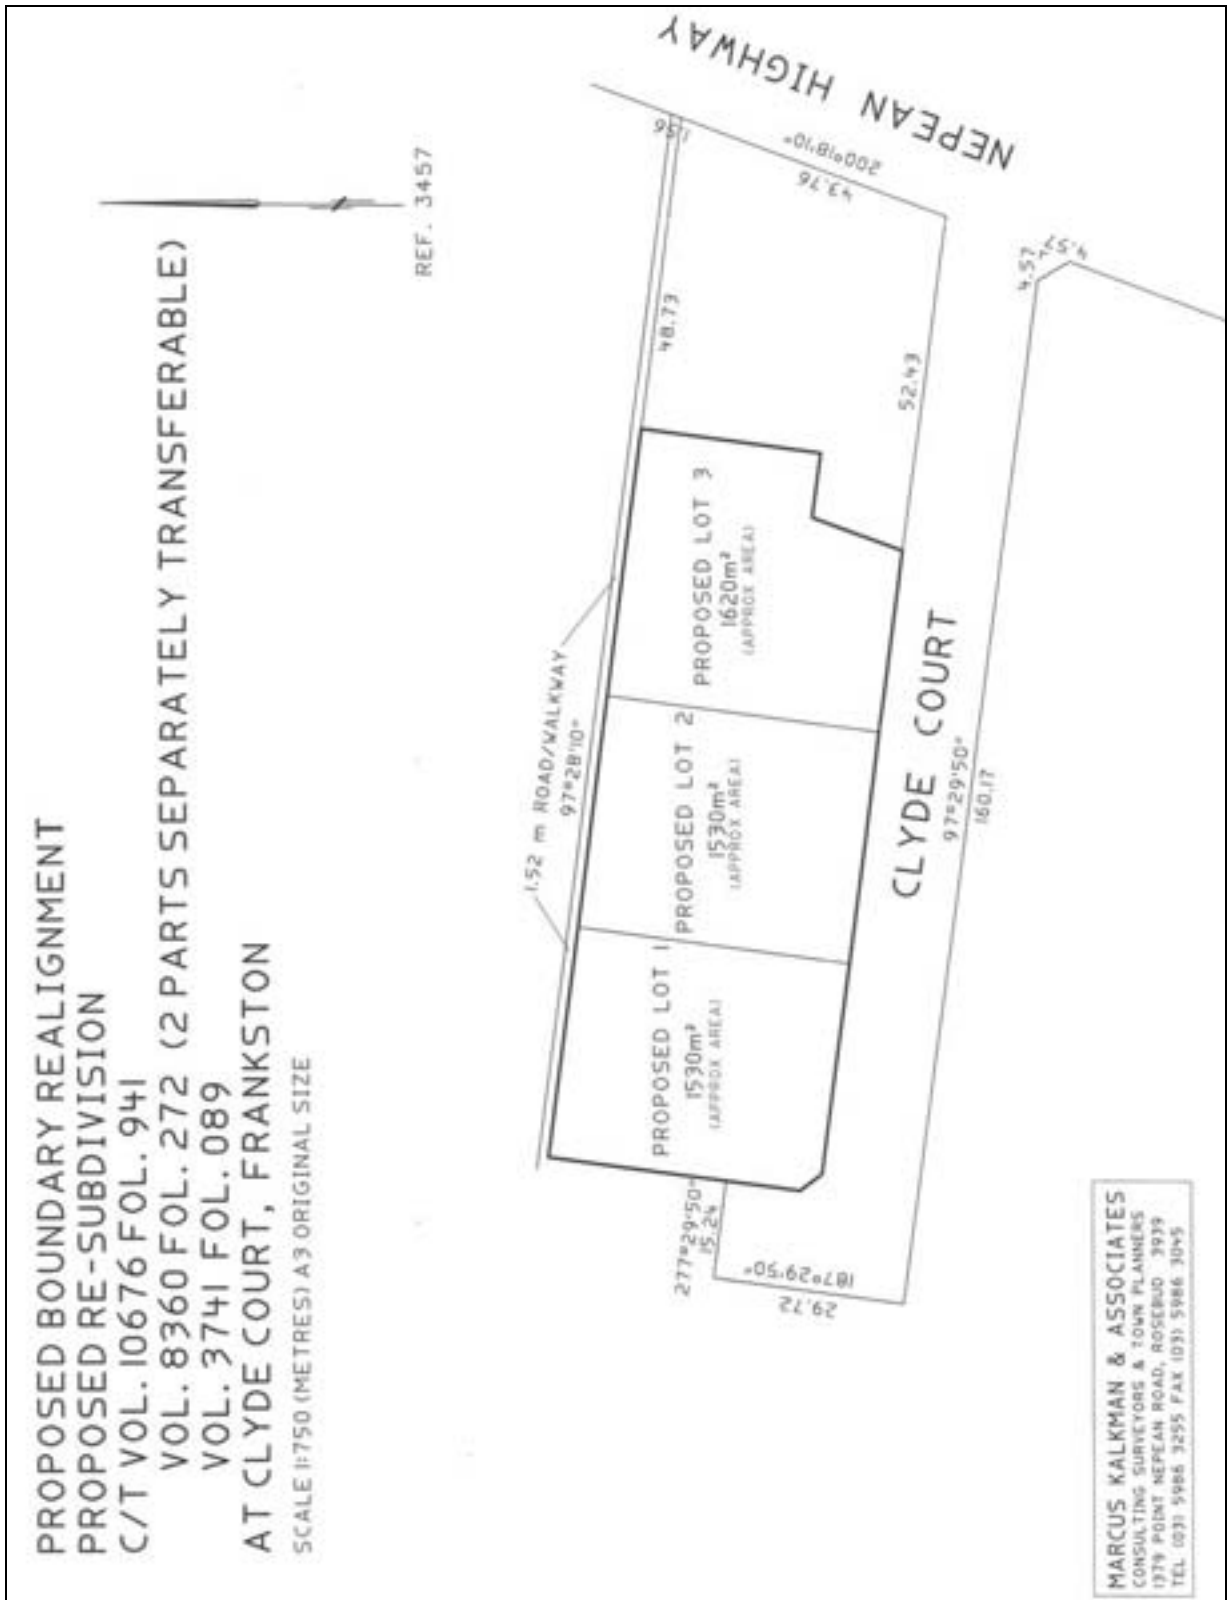 PROPOSED BOUNDARY REALIGNMENT
PROPOSED RE-SUBDIVISION
C/T VOL. 10676 FOL. 941
VOL. 8360 FOL. 272 (2 PARTS SEPARATELY TRANSFERABLE)
VOL. 3741 FOL. 089
AT CLYDE COURT, FRANKSTON
SCALE 1:750 (METRES) A3 ORIGINAL SIZE
REF. 3457
NEPEAN HIGHWAY
1.56
200°18'10"
43.76
48.73
52.43
4.57
4.57
1.52 m ROAD/WALKWAY
97°28'10"
PROPOSED LOT 1
1530m²
(APPROX AREA)
PROPOSED LOT 2
1530m²
(APPROX AREA)
PROPOSED LOT 3
1620m²
(APPROX AREA)
CLYDE COURT
97°29'50"
160.17
277°29'50"
15.24
187°29'50"
29.72
MARCUS KALKMAN & ASSOCIATES
CONSULTING SURVEYORS & TOWN PLANNERS
1379 POINT NEPEAN ROAD, ROSEBUD 3939
TEL (03) 5986 3255 FAX (03) 5986 3045